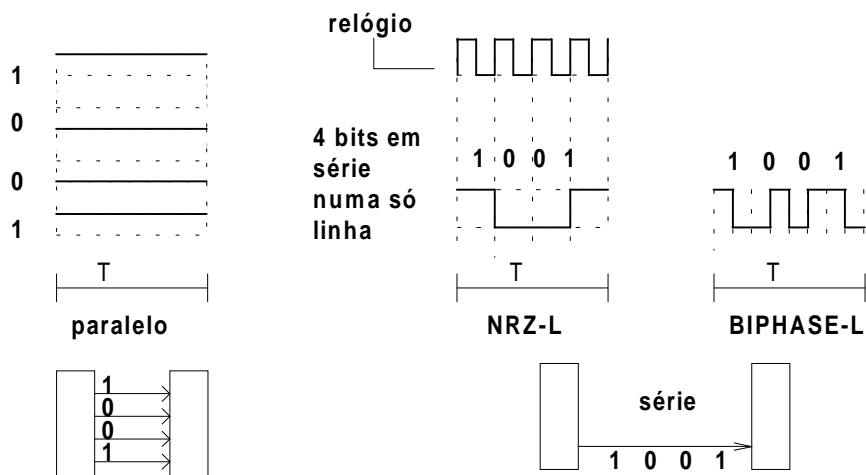 relógio
1
0
0
1
4 bits em
série
numa só
linha
1 0 0 1
1 0 0 1
T
T
T
paralelo
NRZ-L
BIPHASE-L
1
0
0
1
série
1 0 0 1